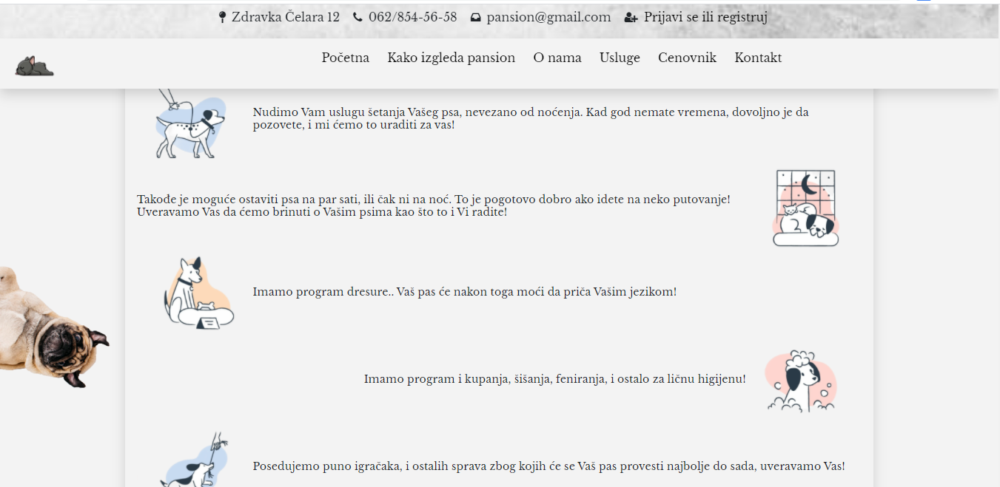 Zdravka Čelara 12 062/854-56-58 pansion@gmail.com Prijavi se ili registruj
Početna Kako izgleda pansion O nama Usluge Cenovnik Kontakt
Nudimo Vam uslugu šetanja Vašeg psa, nevezano od noćenja. Kad god nemate vremena, dovoljno je da
pozovete, i mi ćemo to uraditi za vas!
Takođe je moguće ostaviti psa na par sati, ili čak ni na noć. To je pogotovo dobro ako idete na neko putovanje!
Uveravamo Vas da ćemo brinuti o Vašim psima kao što to i Vi radite!
Imamo program dresure.. Vaš pas će nakon toga moći da priča Vašim jezikom!
Imamo program i kupanja, šišanja, feniranja, i ostalo za ličnu higijenu!
Posedujemo puno igračaka, i ostalih sprava zbog kojih će se Vaš pas provesti najbolje do sada, uveravamo Vas!